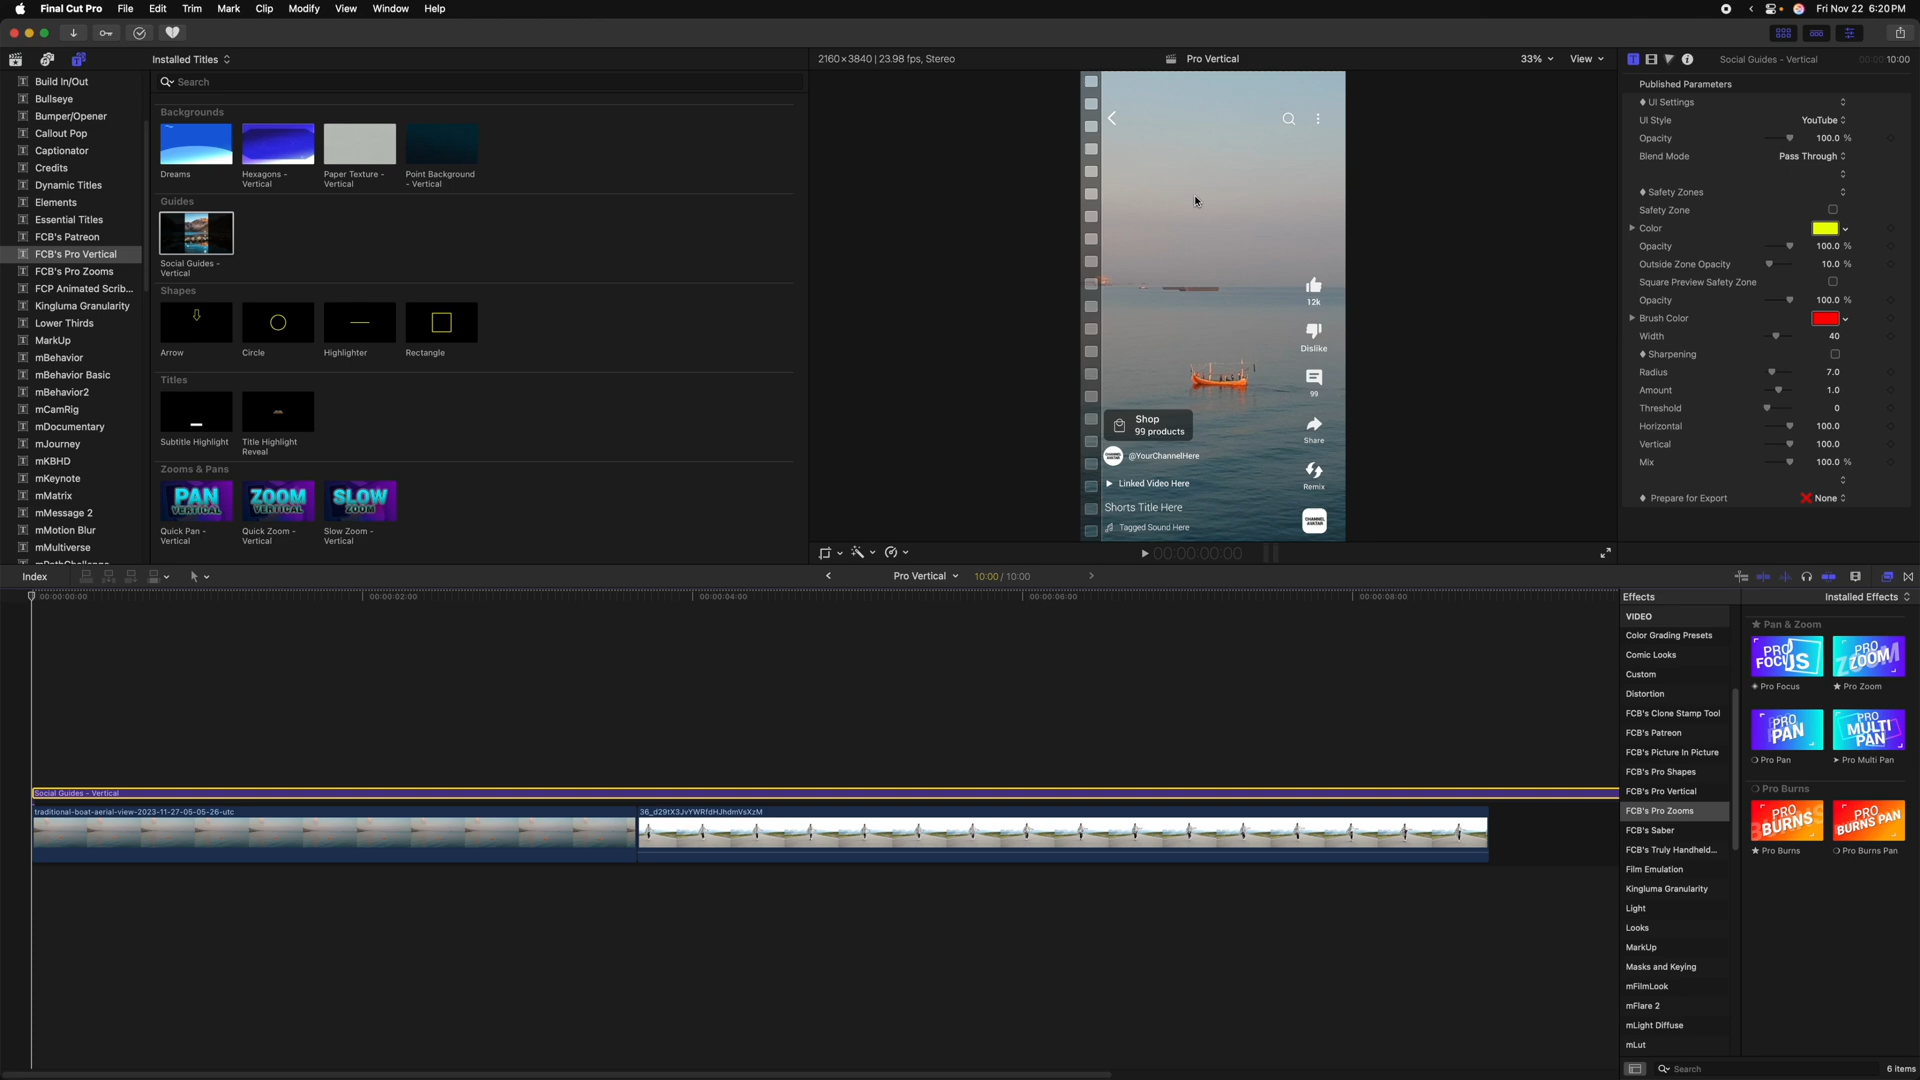 Final Cut Pro File Edit Trim Mark Clip Modify View Window Help Fri Nov 22 6:20 PM
Installed Titles
Search
Build In/Out
Bullseye
Bumper/Opener
Callout Pop
Captionator
Credits
Dynamic Titles
Elements
Essential Titles
FCB's Patreon
FCB's Pro Vertical
FCB's Pro Zooms
FCP Animated Scrib...
Kingluma Granularity
Lower Thirds
MarkUp
mBehavior
mBehavior Basic
mBehavior2
mCamRig
mDocumentary
mJourney
mKBHD
mKeynote
mMatrix
mMessage 2
mMotion Blur
mMultiverse
Backgrounds
Dreams
Hexagons - Vertical
Paper Texture - Vertical
Point Background - Vertical
Guides
Social Guides - Vertical
Shapes
Arrow Circle Highlighter Rectangle
Titles
Subtitle Highlight
Title Highlight Reveal
Zooms & Pans
PAN VERTICAL
ZOOM VERTICAL
SLOW ZOOM
Quick Pan - Vertical
Quick Zoom - Vertical
Slow Zoom - Vertical
2160×3840 | 23.98 fps, Stereo
Pro Vertical
33% View
12k
Dislike
99
Share
Remix
CHANNEL AVATAR
Shop
99 products
@YourChannelHere
Linked Video Here
Shorts Title Here
Tagged Sound Here
00:00:00:00
Social Guides - Vertical 00:00:10:00
Published Parameters
UI Settings
UI Style YouTube
Opacity 100.0 %
Blend Mode Pass Through
Safety Zones
Safety Zone
Color
Opacity 100.0 %
Outside Zone Opacity 10.0 %
Square Preview Safety Zone
Opacity 100.0 %
Brush Color
Width 40
Sharpening
Radius 7.0
Amount 1.0
Threshold 0
Horizontal 100.0
Vertical 100.0
Mix 100.0 %
Prepare for Export None
Index
Pro Vertical 10:00 / 10:00
00:00:00:00 00:00:02:00 00:00:04:00 00:00:06:00 00:00:08:00
Social Guides - Vertical
traditional-boat-aerial-view-2023-11-27-05-05-26-utc
36_d29tX3JvYWRfdHJhdmVsXzM
Effects Installed Effects
VIDEO
Color Grading Presets
Comic Looks
Custom
Distortion
FCB's Clone Stamp Tool
FCB's Patreon
FCB's Picture In Picture
FCB's Pro Shapes
FCB's Pro Vertical
FCB's Pro Zooms
FCB's Saber
FCB's Truly Handheld...
Film Emulation
Kingluma Granularity
Light
Looks
MarkUp
Masks and Keying
mFilmLook
mFlare 2
mLight Diffuse
mLut
Pan & Zoom
PRO FOCUS
PRO ZOOM
Pro Focus Pro Zoom
PRO PAN
PRO MULTI PAN
Pro Pan Pro Multi Pan
Pro Burns
PRO BURNS
PRO BURNS PAN
Pro Burns Pro Burns Pan
Search
6 items